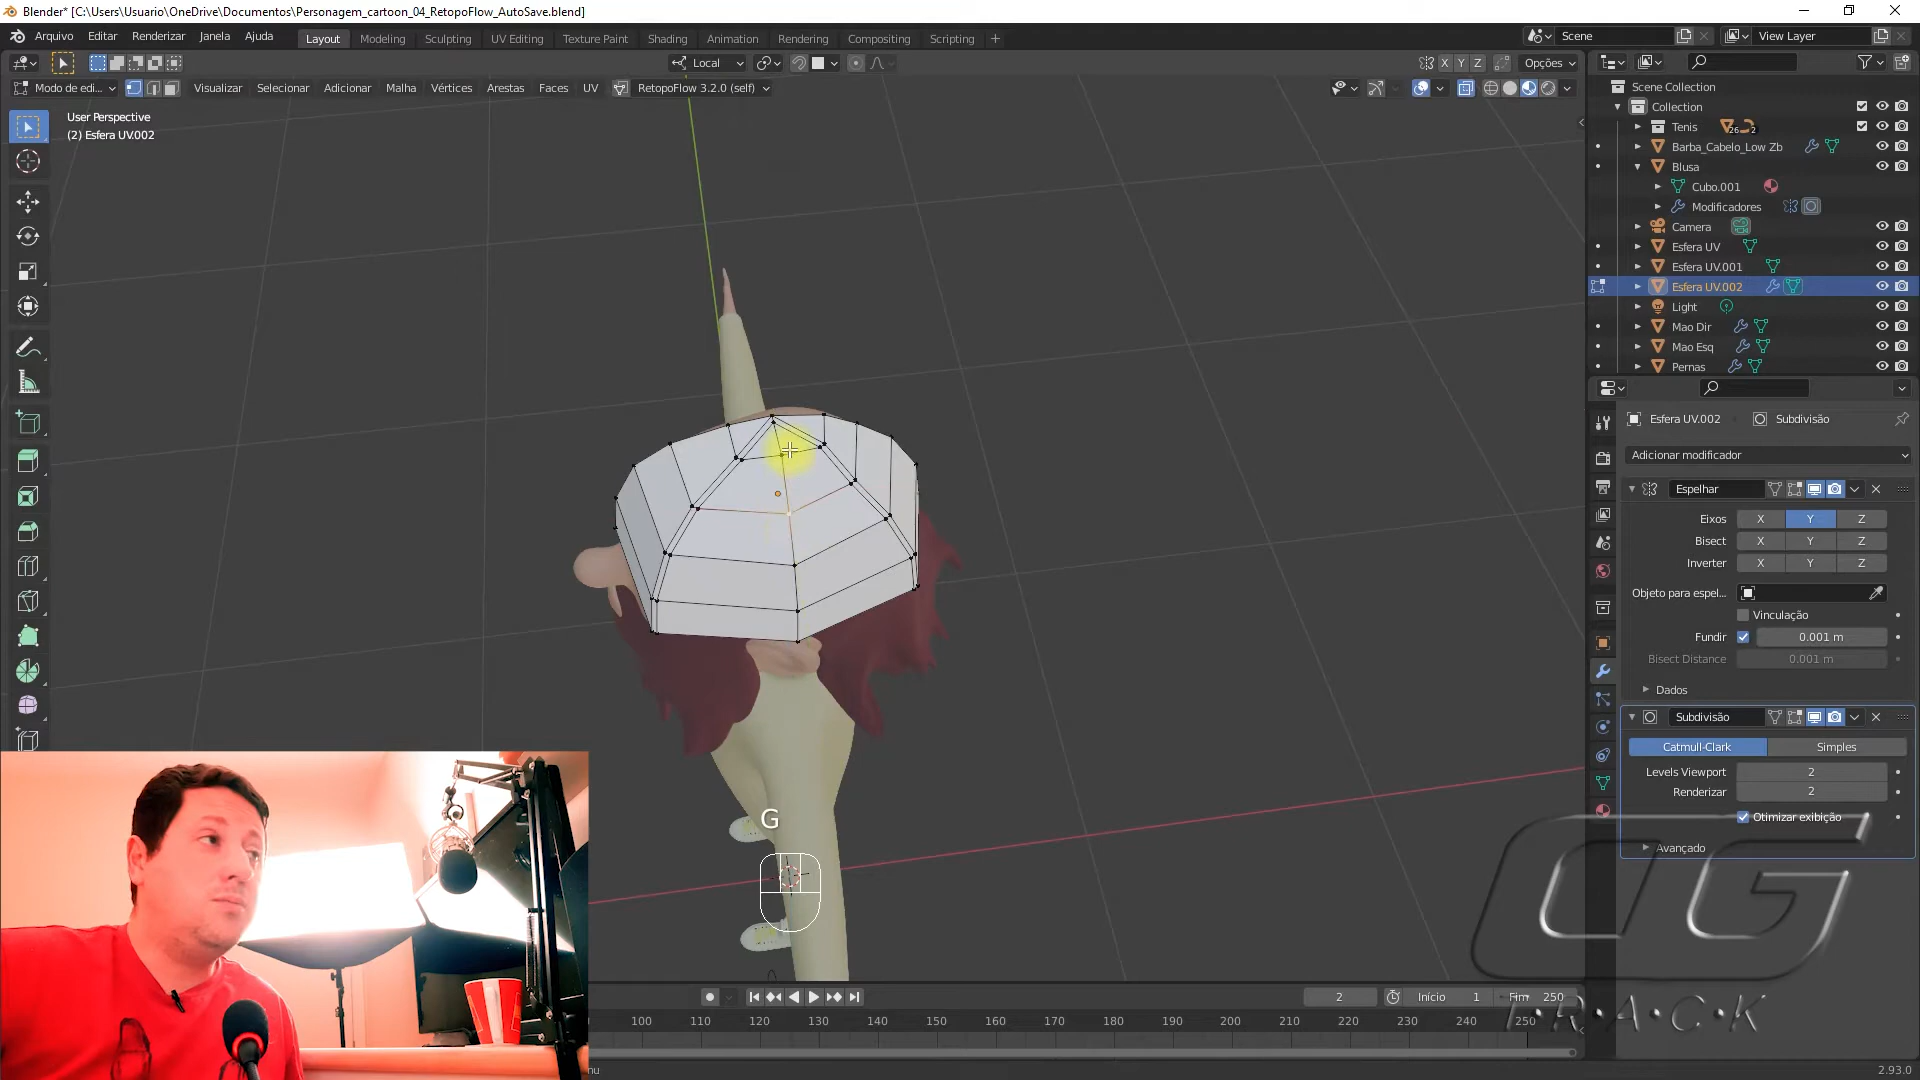 Blender* [C:\Users\Usuario\OneDrive\Documentos\Personagem_cartoon_04_RetopoFlow_AutoSave.blend]
Arquivo Editar Renderizar Janela Ajuda Layout Modeling Sculpting UV Editing Texture Paint Shading Animation Rendering Compositing Scripting + Scene View Layer
Local X Y Z Opções
Modo de edi... Visualizar Selecionar Adicionar Malha Vértices Arestas Faces UV RetopoFlow 3.2.0 (self)
User Perspective
(2) Esfera UV.002
Scene Collection
Collection
Tenis 26 2
Barba_Cabelo_Low Zb
Blusa
Cubo.001
Modificadores
Camera
Esfera UV
Esfera UV.001
Esfera UV.002
Light
Mao Dir
Mao Esq
Pernas
Esfera UV.002 Subdivisão
Adicionar modificador
Espelhar
Eixos X Y Z
Bisect X Y Z
Inverter X Y Z
Objeto para espel...
Vinculação
Fundir 0.001 m
Bisect Distance 0.001 m
Dados
Subdivisão
Catmull-Clark Simples
Levels Viewport 2
Renderizar 2
Otimizar exibição
Avançado
G
OG
T·R·A·C·K
2 Início 1 Fim 250
100 110 120 130 140 150 160 170 180 190 200 210 220 230 240 250
nu
2.93.0